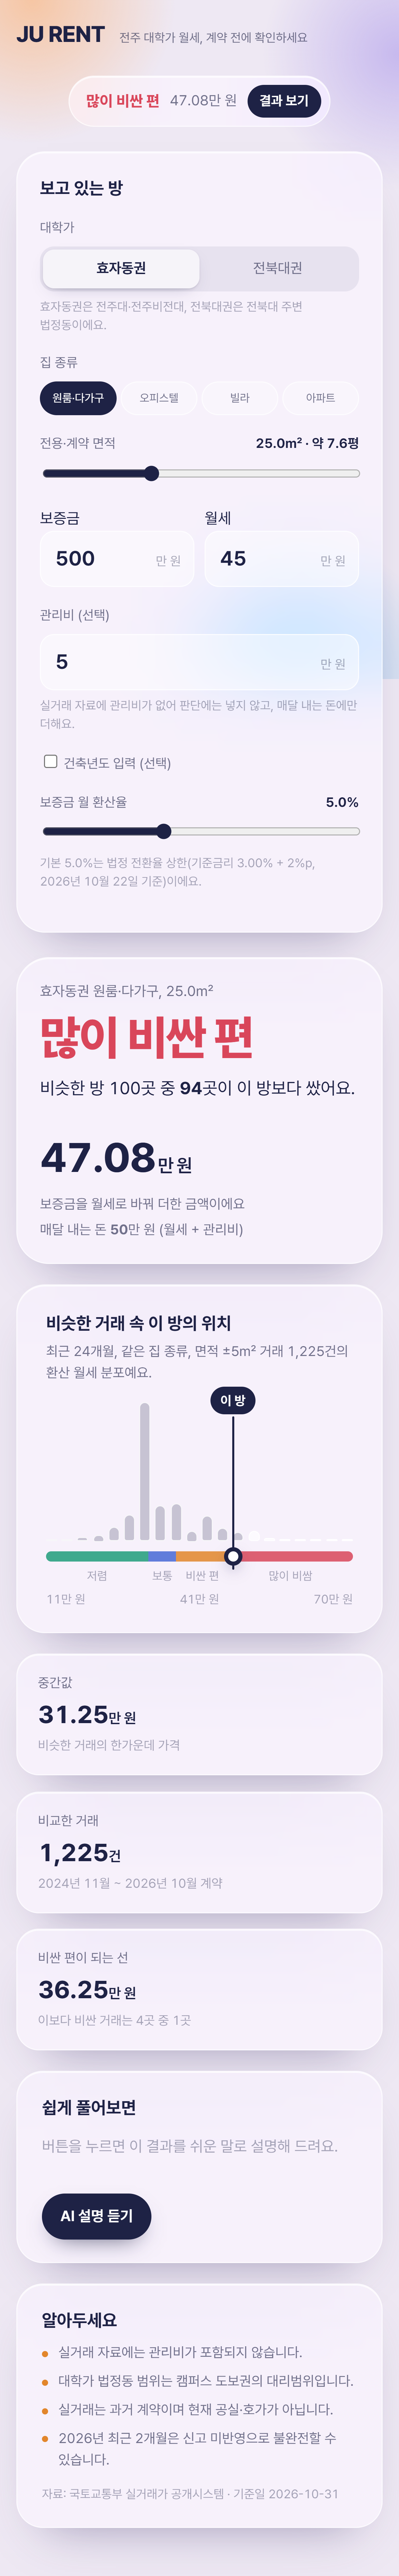 JU RENT 전주 대학가 월세, 계약 전에 확인하세요
많이 비싼 편 47.08만 원 결과 보기
보고 있는 방
대학가
효자동권 전북대권
효자동권은 전주대·전주비전대, 전북대권은 전북대 주변
법정동이에요.
집 종류
원룸·다가구 오피스텔 빌라 아파트
전용·계약 면적 25.0m² · 약 7.6평
보증금 월세
500 만 원 45 만 원
관리비 (선택)
5 만 원
실거래 자료에 관리비가 없어 판단에는 넣지 않고, 매달 내는 돈에만
더해요.
건축년도 입력 (선택)
보증금 월 환산율 5.0%
기본 5.0%는 법정 전환율 상한(기준금리 3.00% + 2%p,
2026년 10월 22일 기준)이에요.
효자동권 원룸·다가구, 25.0m²
많이 비싼 편
비슷한 방 100곳 중 94곳이 이 방보다 쌌어요.
47.08만 원
보증금을 월세로 바꿔 더한 금액이에요
매달 내는 돈 50만 원 (월세 + 관리비)
비슷한 거래 속 이 방의 위치
최근 24개월, 같은 집 종류, 면적 ±5m² 거래 1,225건의
환산 월세 분포예요.
이 방
저렴 보통 비싼 편 많이 비쌈
11만 원 41만 원 70만 원
중간값
31.25만 원
비슷한 거래의 한가운데 가격
비교한 거래
1,225건
2024년 11월 ~ 2026년 10월 계약
비싼 편이 되는 선
36.25만 원
이보다 비싼 거래는 4곳 중 1곳
쉽게 풀어보면
버튼을 누르면 이 결과를 쉬운 말로 설명해 드려요.
AI 설명 듣기
알아두세요
실거래 자료에는 관리비가 포함되지 않습니다.
대학가 법정동 범위는 캠퍼스 도보권의 대리범위입니다.
실거래는 과거 계약이며 현재 공실·호가가 아닙니다.
2026년 최근 2개월은 신고 미반영으로 불완전할 수
있습니다.
자료: 국토교통부 실거래가 공개시스템 · 기준일 2026-10-31